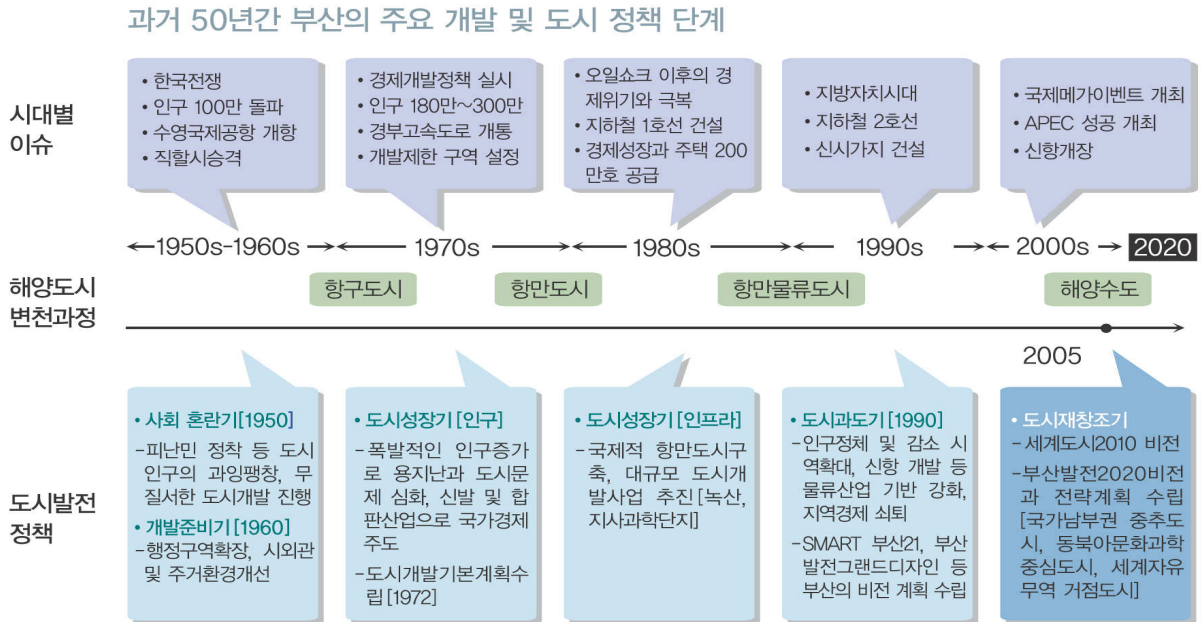 과거 50년간 부산의 주요 개발 및 도시 정책 단계
시대별
이슈
• 한국전쟁
• 인구 100만 돌파
• 수영국제공항 개항
• 직할시승격
• 경제개발정책 실시
• 인구 180만~300만
• 경부고속도로 개통
• 개발제한 구역 설정
• 오일쇼크 이후의 경
제위기와 극복
• 지하철 1호선 건설
• 경제성장과 주택 200
만호 공급
• 지방자치시대
• 지하철 2호선
• 신시가지 건설
• 국제메가이벤트 개최
• APEC 성공 개최
• 신항개장
1950s-1960s
1970s
1980s
1990s
2000s
2020
해양도시
변천과정
항구도시
항만도시
항만물류도시
해양수도
2005
도시발전
정책
• 사회 혼란기[1950]
-피난민 정착 등 도시
인구의 과잉팽창, 무
질서한 도시개발 진행
• 개발준비기[1960]
-행정구역확장, 시외관
및 주거환경개선
• 도시성장기[인구]
-폭발적인 인구증가
로 용지난과 도시문
제 심화, 신발 및 합
판산업으로 국가경제
주도
-도시개발기본계획수
립[1972]
• 도시성장기[인프라]
-국제적 항만도시구
축, 대규모 도시개
발사업 추진[녹산,
지사과학단지]
• 도시과도기[1990]
-인구정체 및 감소 시
역확대, 신항 개발 등
물류산업 기반 강화,
지역경제 쇠퇴
-SMART 부산21, 부산
발전그랜드디자인 등
부산의 비전 계획 수립
• 도시재창조기
-세계도시2010 비전
-부산발전2020비전
과 전략계획 수립
[국가남부권 중추도
시, 동북아문화과학
중심도시, 세계자유
무역 거점도시]